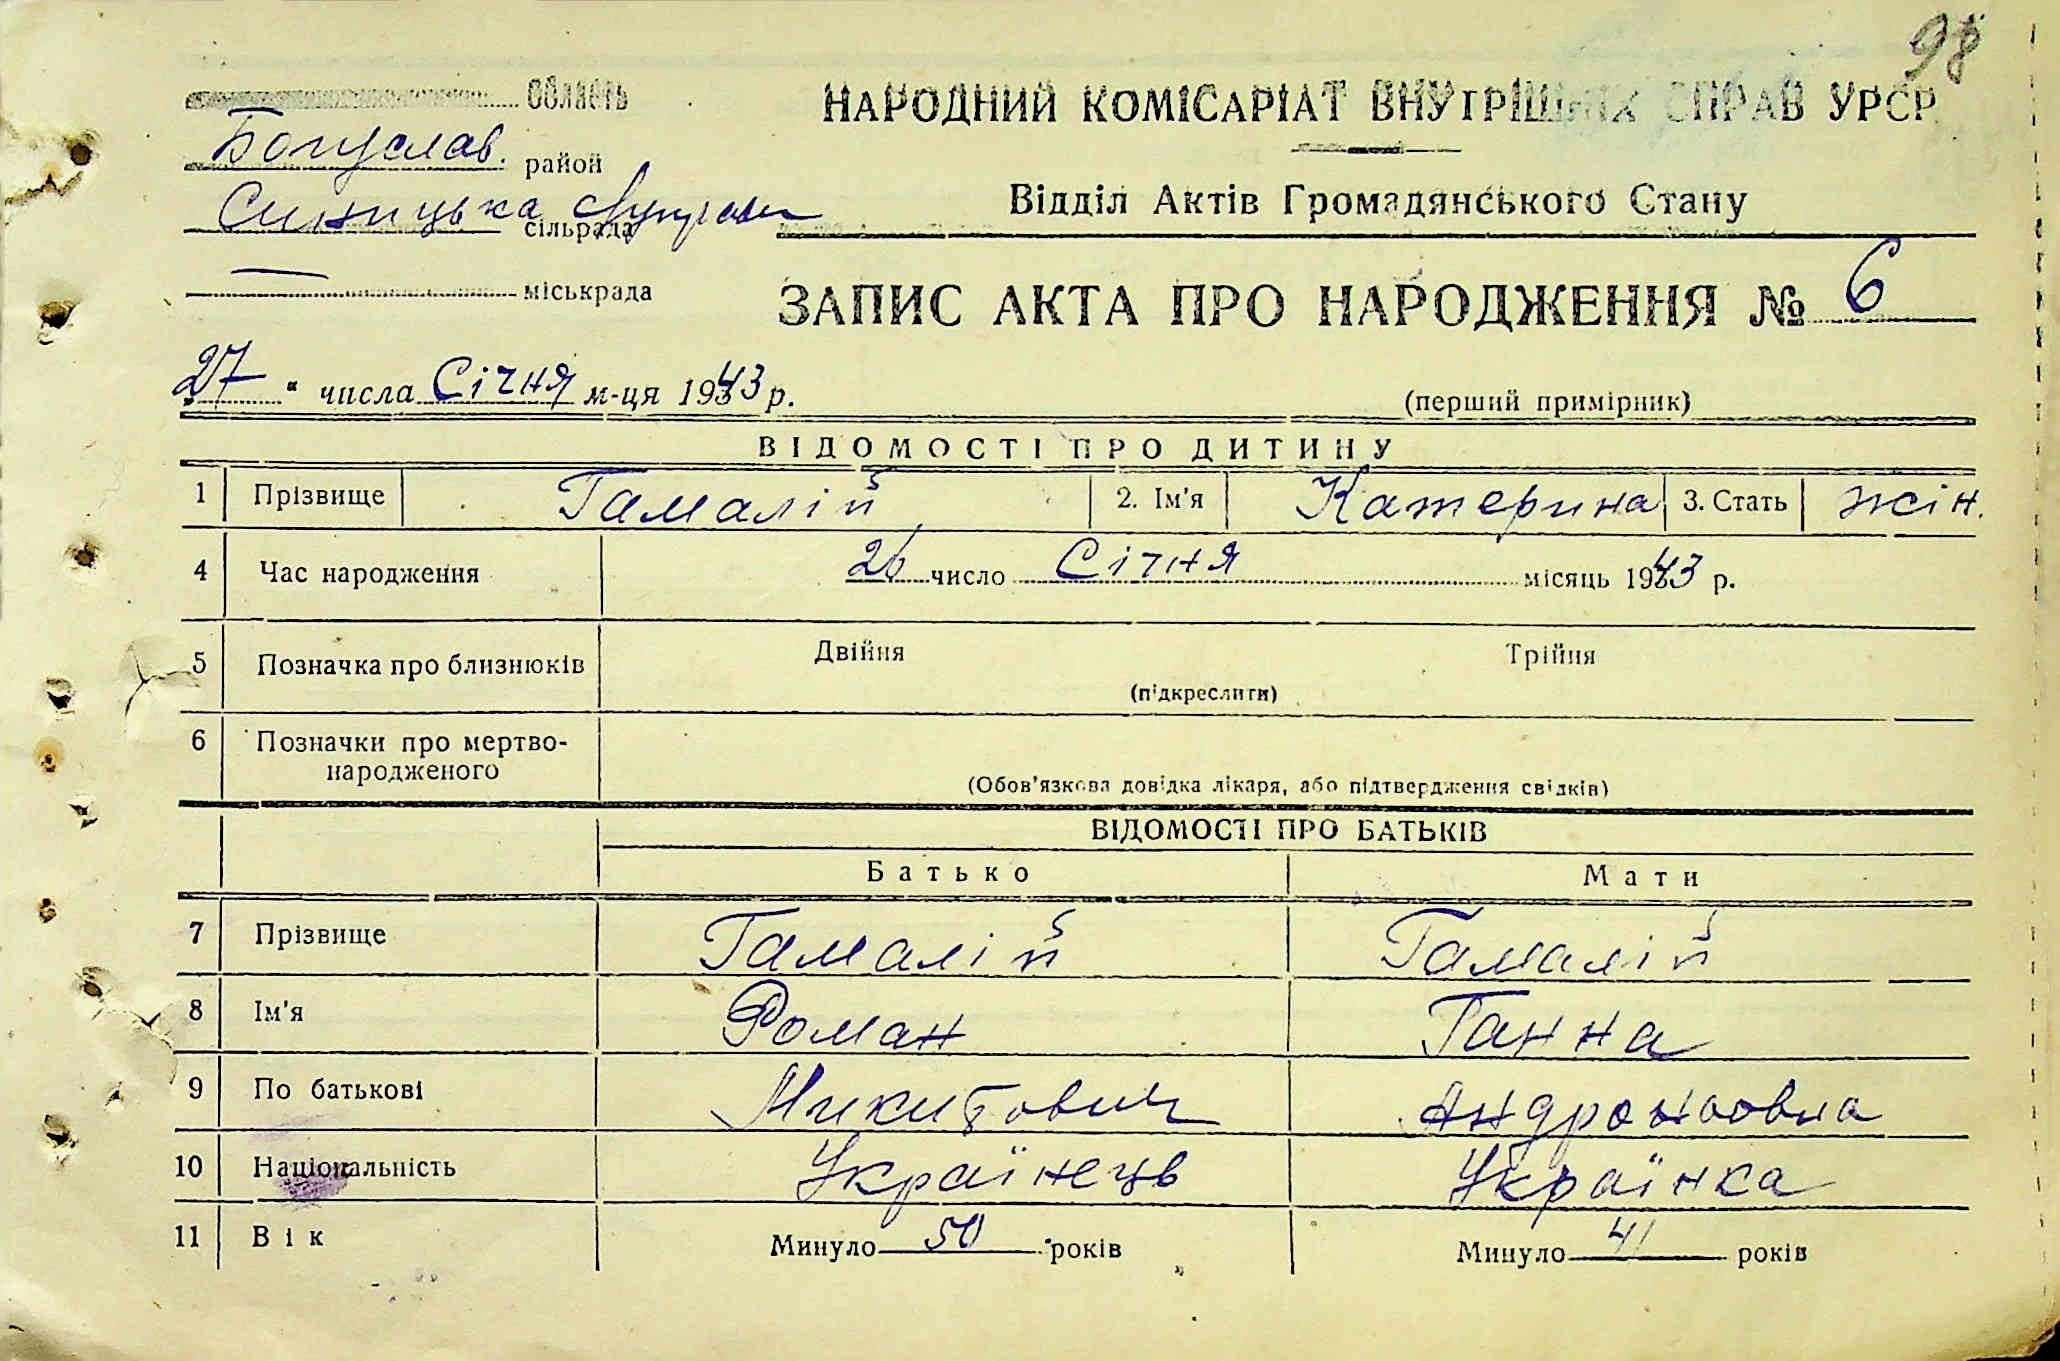 98
область
НАРОДНИЙ КОМІСАРІАТ ВНУТРІШНІХ СПРАВ УРСР
Богуслав. район
Синицька сільрада
Відділ Актів Громадянського Стану
міськрада
ЗАПИС АКТА ПРО НАРОДЖЕННЯ № 6
27 " числа Січня м-ця 1943 р.
(перший примірник)
ВІДОМОСТІ ПРО ДИТИНУ
1 Прізвище Гамалій 2. Ім'я Катерина 3. Стать жін.
4 Час народження 26 число Січня місяць 1943 р.
5 Позначка про близнюків Двійня Трійня
(підкреслити)
6 Позначки про мертво-
народженого
(Обов'язкова довідка лікаря, або підтвердження свідків)
ВІДОМОСТІ ПРО БАТЬКІВ
Батько Мати
7 Прізвище Гамалій Гамалій
8 Ім'я Роман Ганна
9 По батькові Микитович
10 Національність Українець Українка
11 Вік Минуло 50 років Минуло 41 років